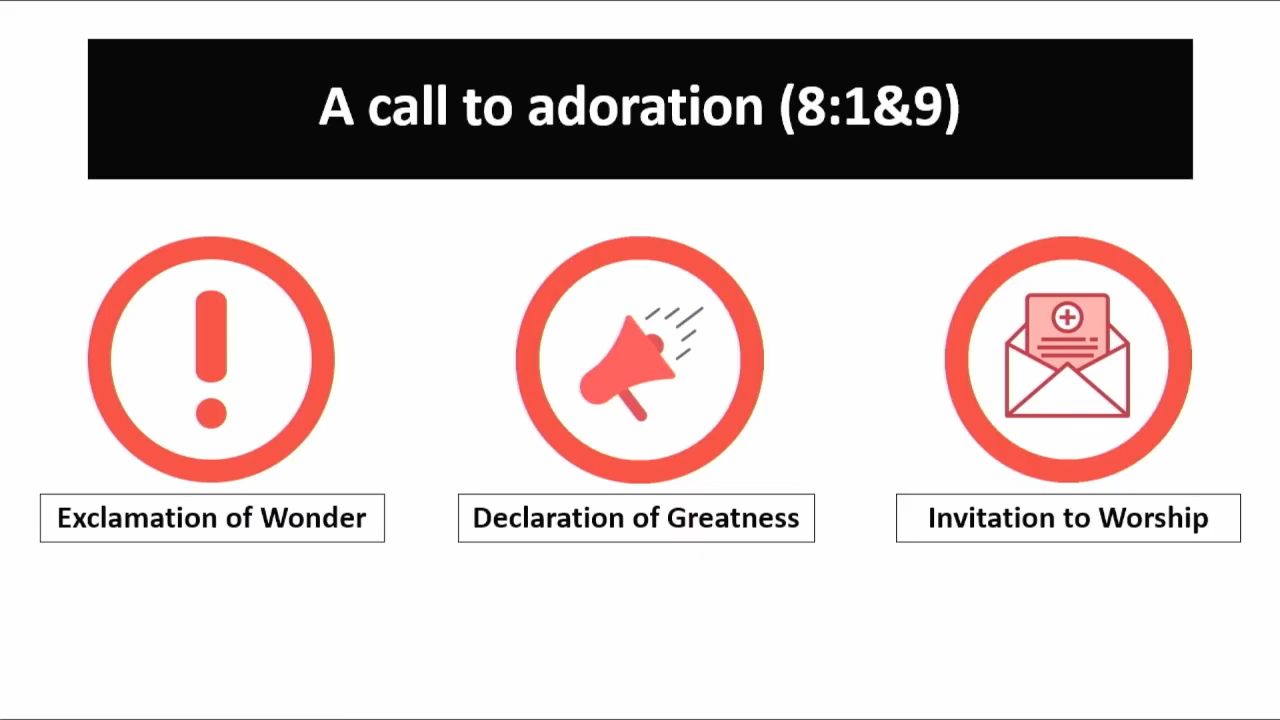 A call to adoration (8:1&9)
Exclamation of Wonder
Declaration of Greatness
Invitation to Worship